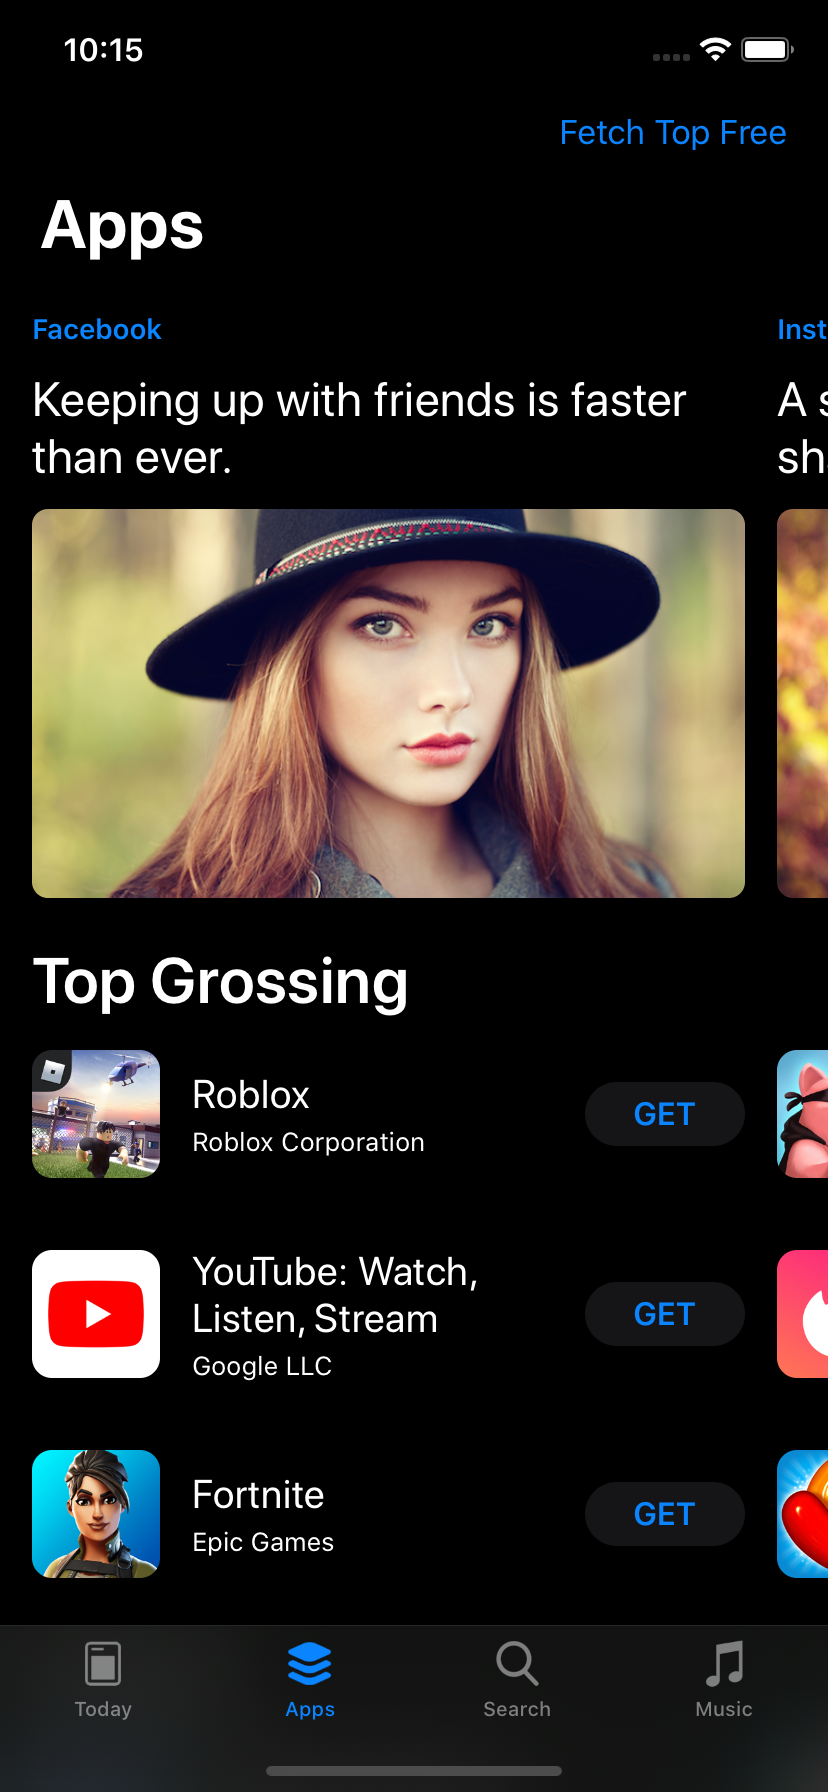 10:15
Fetch Top Free
Apps
Facebook
Inst
Keeping up with friends is faster
than ever.
A s
sh
Top Grossing
Roblox
Roblox Corporation
GET
YouTube: Watch,
Listen, Stream
Google LLC
GET
Fortnite
Epic Games
GET
Today
Apps
Search
Music